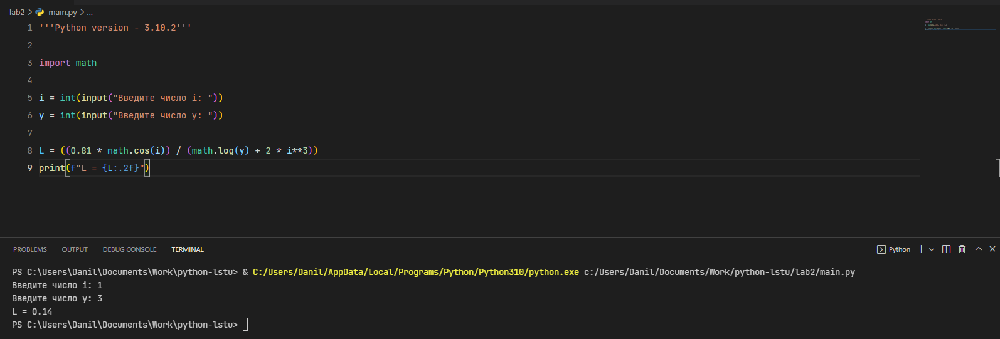 lab2 > main.py > ...
1 '''Python version - 3.10.2'''
2
3 import math
4
5 i = int(input("Введите число i: "))
6 y = int(input("Введите число y: "))
7
8 L = ((0.81 * math.cos(i)) / (math.log(y) + 2 * i**3))
9 print(f"L = {L:.2f}")
PROBLEMS OUTPUT DEBUG CONSOLE TERMINAL Python
PS C:\Users\Danil\Documents\Work\python-lstu> & C:/Users/Danil/AppData/Local/Programs/Python/Python310/python.exe c:/Users/Danil/Documents/Work/python-lstu/lab2/main.py
Введите число i: 1
Введите число y: 3
L = 0.14
PS C:\Users\Danil\Documents\Work\python-lstu>